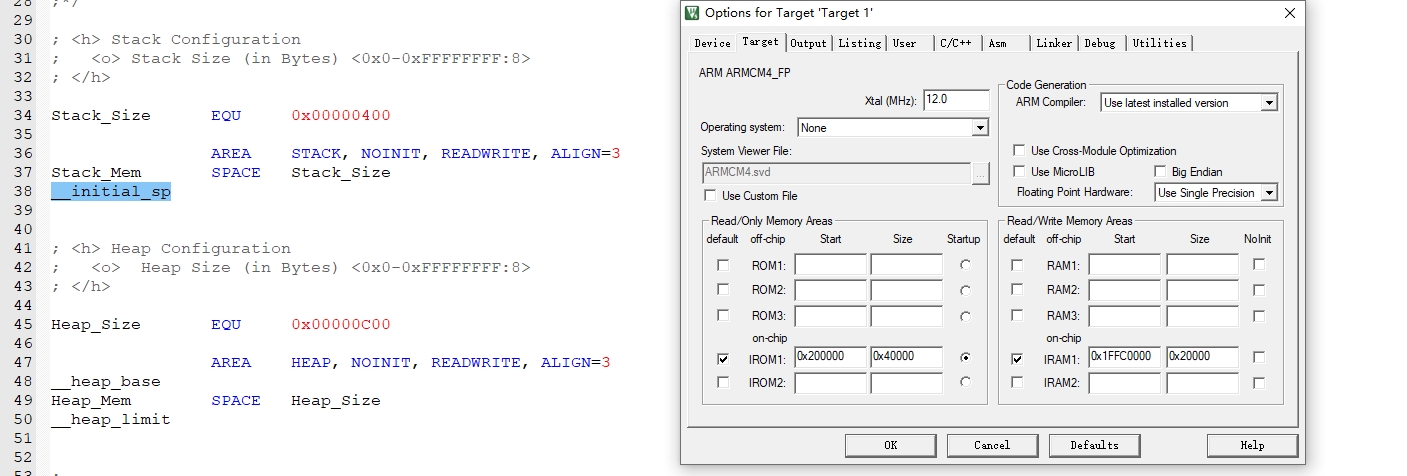 28 ;*/
29
30 ; <h> Stack Configuration
31 ;   <o> Stack Size (in Bytes) <0x0-0xFFFFFFFF:8>
32 ; </h>
33
34 Stack_Size      EQU     0x00000400
35
36                 AREA    STACK, NOINIT, READWRITE, ALIGN=3
37 Stack_Mem       SPACE   Stack_Size
38 __initial_sp
39
40
41 ; <h> Heap Configuration
42 ;   <o>  Heap Size (in Bytes) <0x0-0xFFFFFFFF:8>
43 ; </h>
44
45 Heap_Size       EQU     0x00000C00
46
47                 AREA    HEAP, NOINIT, READWRITE, ALIGN=3
48 __heap_base
49 Heap_Mem        SPACE   Heap_Size
50 __heap_limit
51
52
53
Options for Target 'Target 1'
Device Target Output Listing User C/C++ Asm Linker Debug Utilities
ARM ARMCM4_FP
Xtal (MHz): 12.0
Operating system: None
System Viewer File:
ARMCM4.svd ...
Use Custom File
Code Generation
ARM Compiler: Use latest installed version
Use Cross-Module Optimization
Use MicroLIB Big Endian
Floating Point Hardware: Use Single Precision
Read/Only Memory Areas
default off-chip Start Size Startup
ROM1:
ROM2:
ROM3:
on-chip
IROM1: 0x200000 0x40000
IROM2:
Read/Write Memory Areas
default off-chip Start Size NoInit
RAM1:
RAM2:
RAM3:
on-chip
IRAM1: 0x1FFC0000 0x20000
IRAM2:
OK Cancel Defaults Help